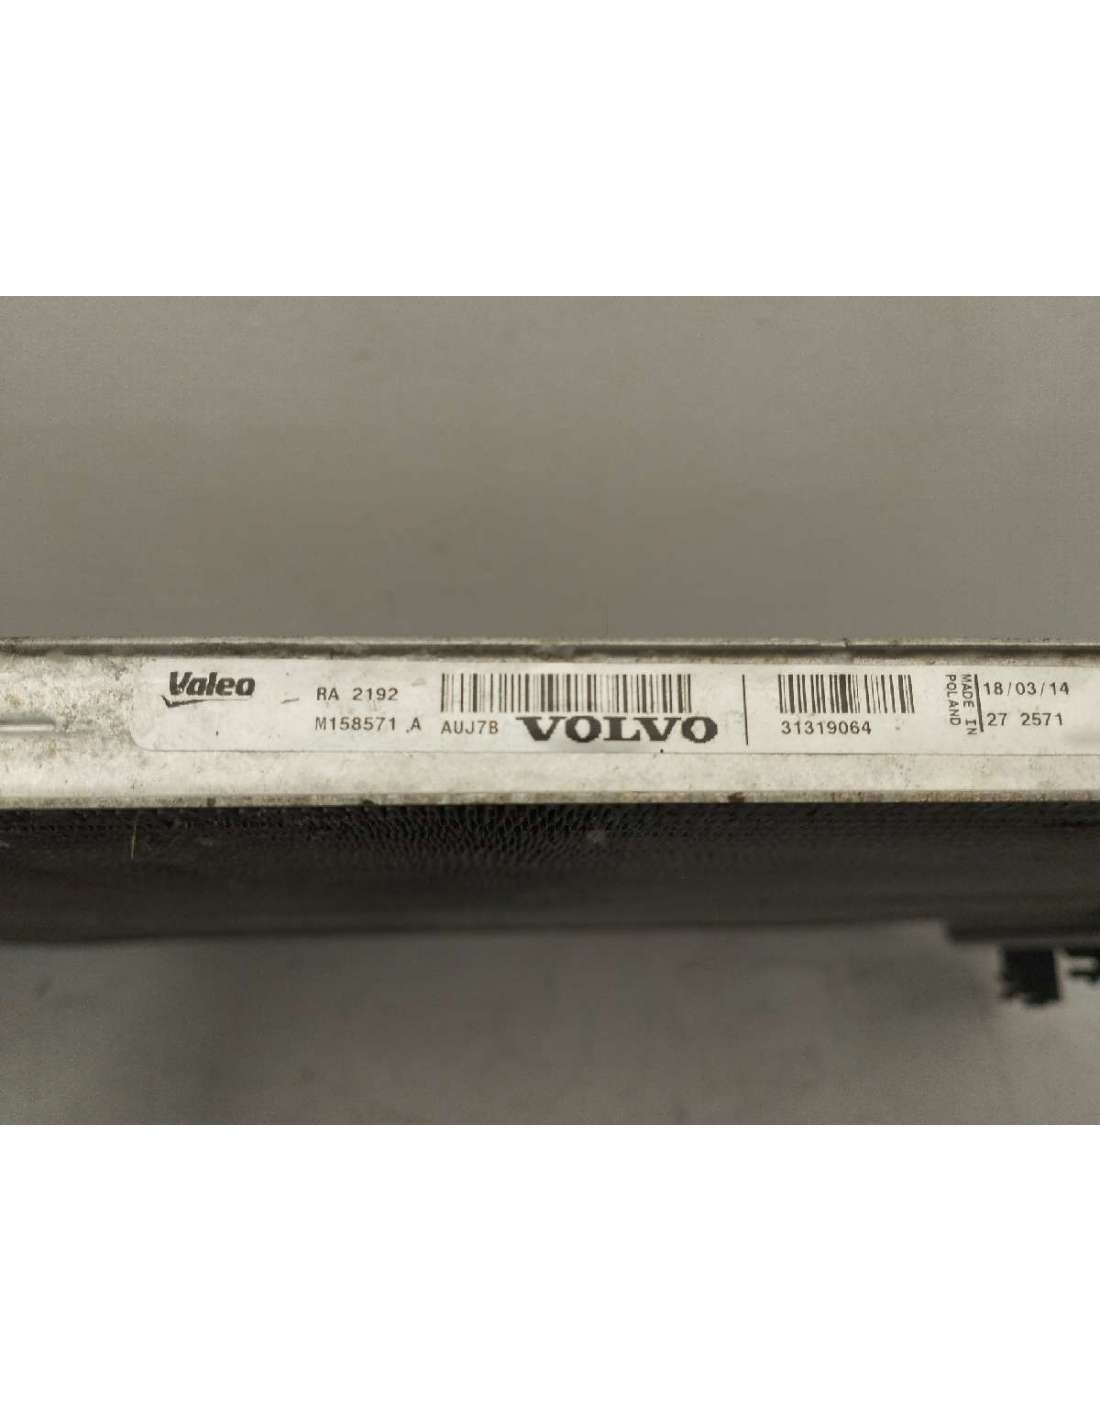 Valeo
RA 2192
M158571 A AUJ7B VOLVO
31319064
MADE IN
POLAND
18/03/14
27 2571